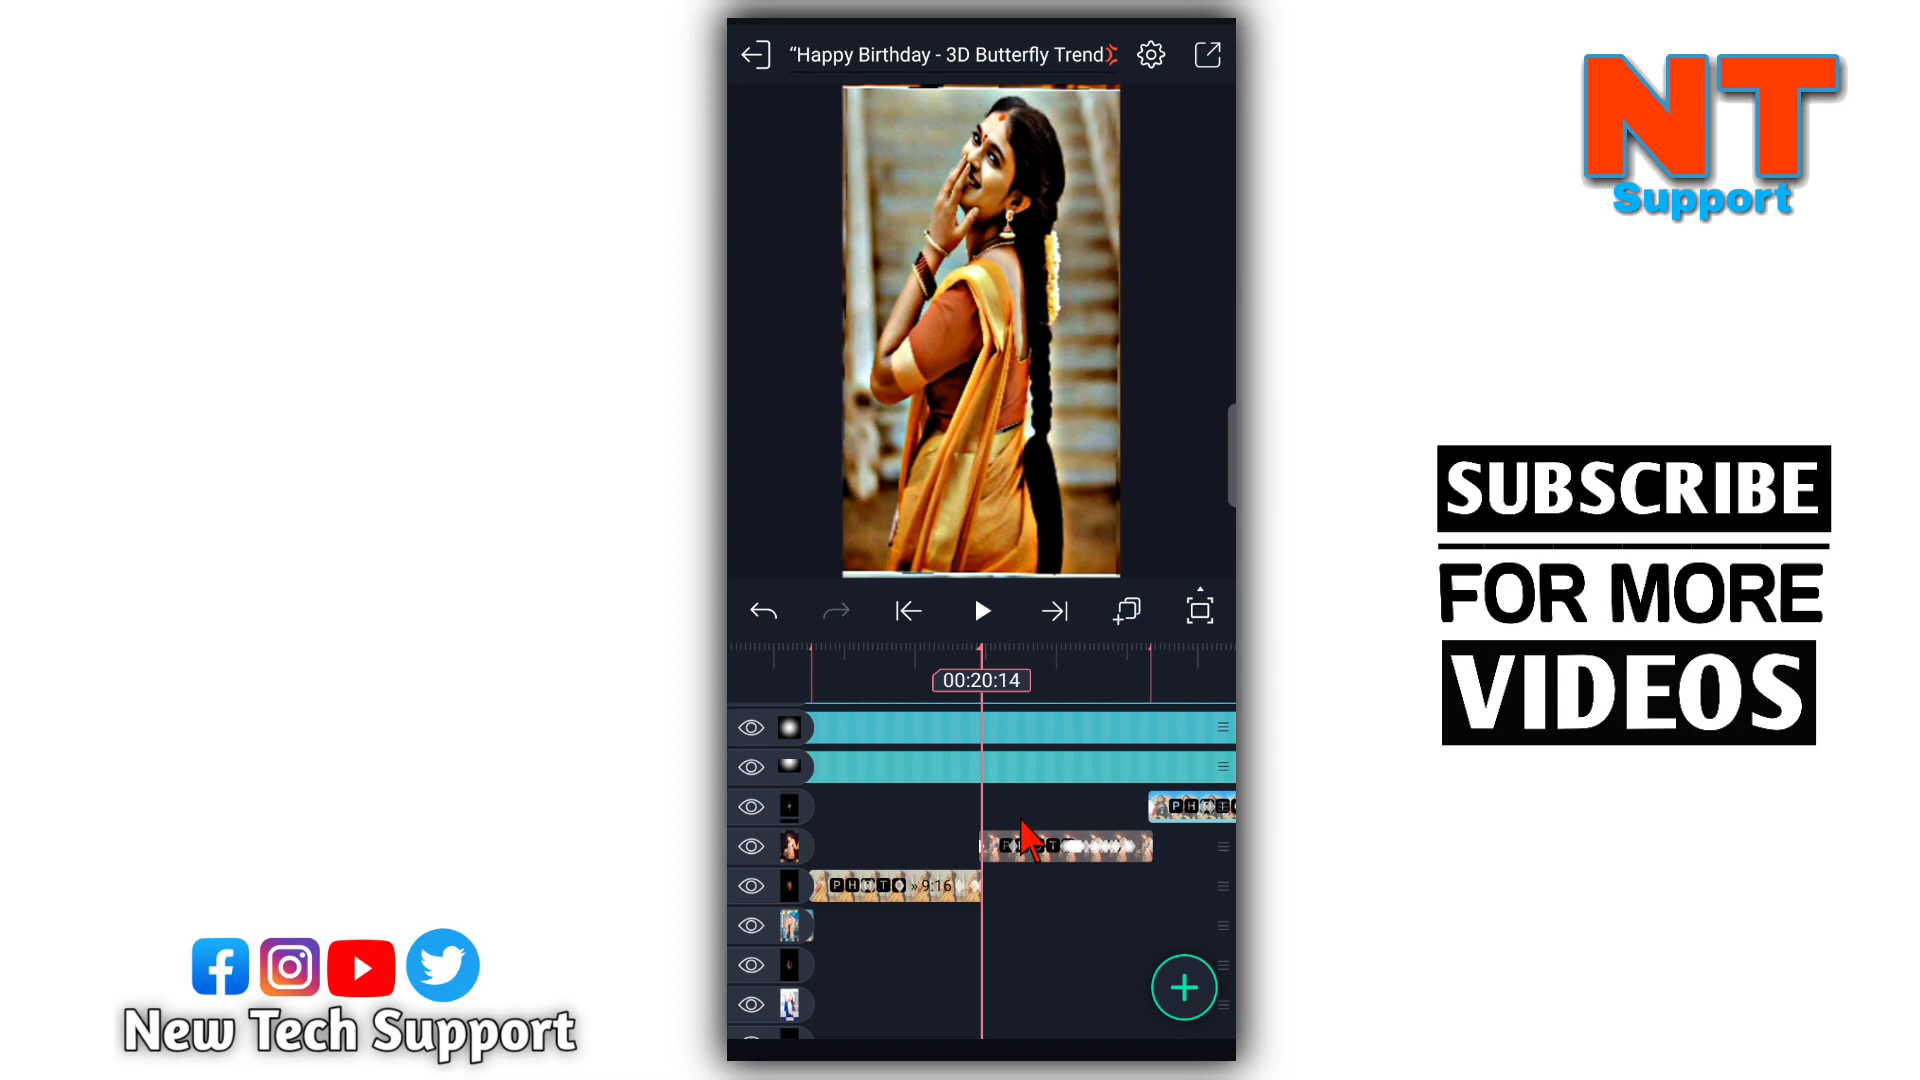 “Happy Birthday - 3D Butterfly Trend
NT
Support
SUBSCRIBE
FOR MORE
VIDEOS
00:20:14
PHOTO » 9:16
New Tech Support